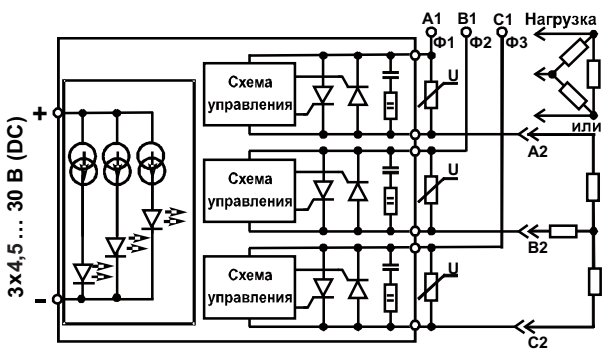 A1 B1 C1 Нагрузка
Ф1 Ф2 Ф3
+
3x4,5... 30 В (DC)
-
Схема
управления
U
или
A2
Схема
управления
U
B2
Схема
управления
U
C2